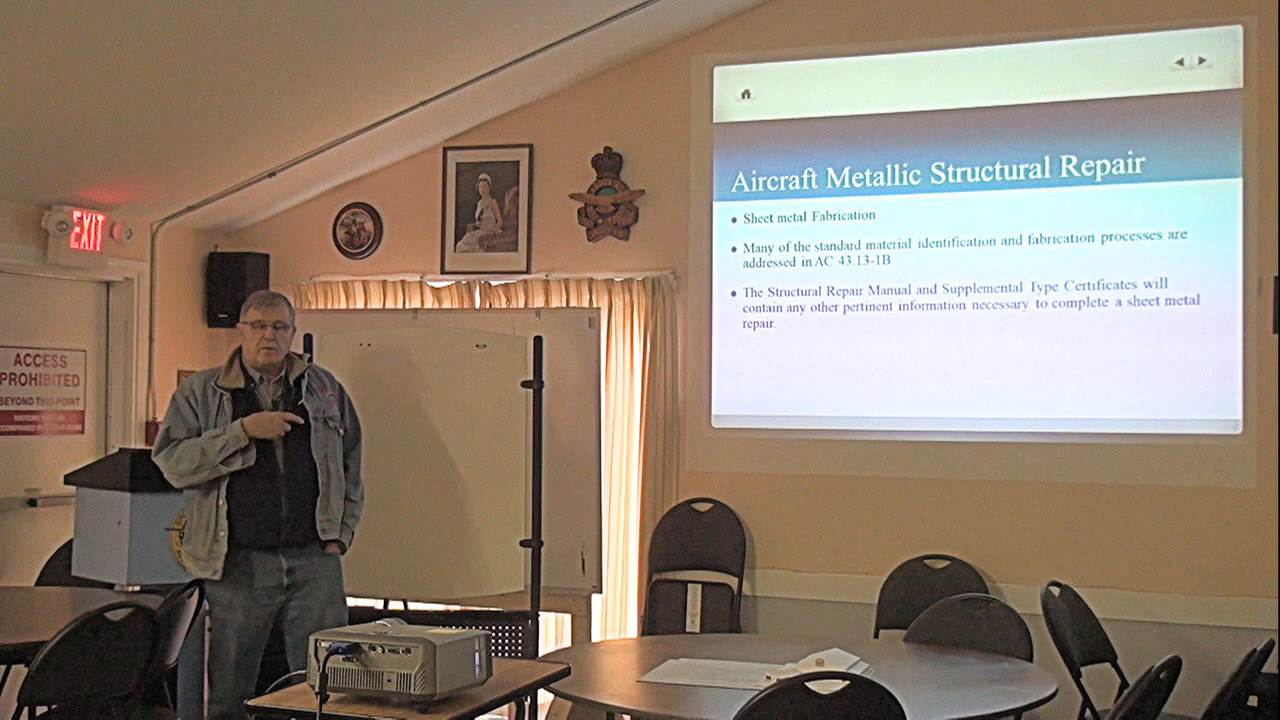 EXIT
ACCESS
PROHIBITED
BEYOND THIS POINT
Aircraft Metallic Structural Repair
Sheet metal Fabrication
Many of the standard material identification and fabrication processes are
addressed in AC 43.13-1B
The Structural Repair Manual and Supplemental Type Certificates will
contain any other pertinent information necessary to complete a sheet metal
repair.